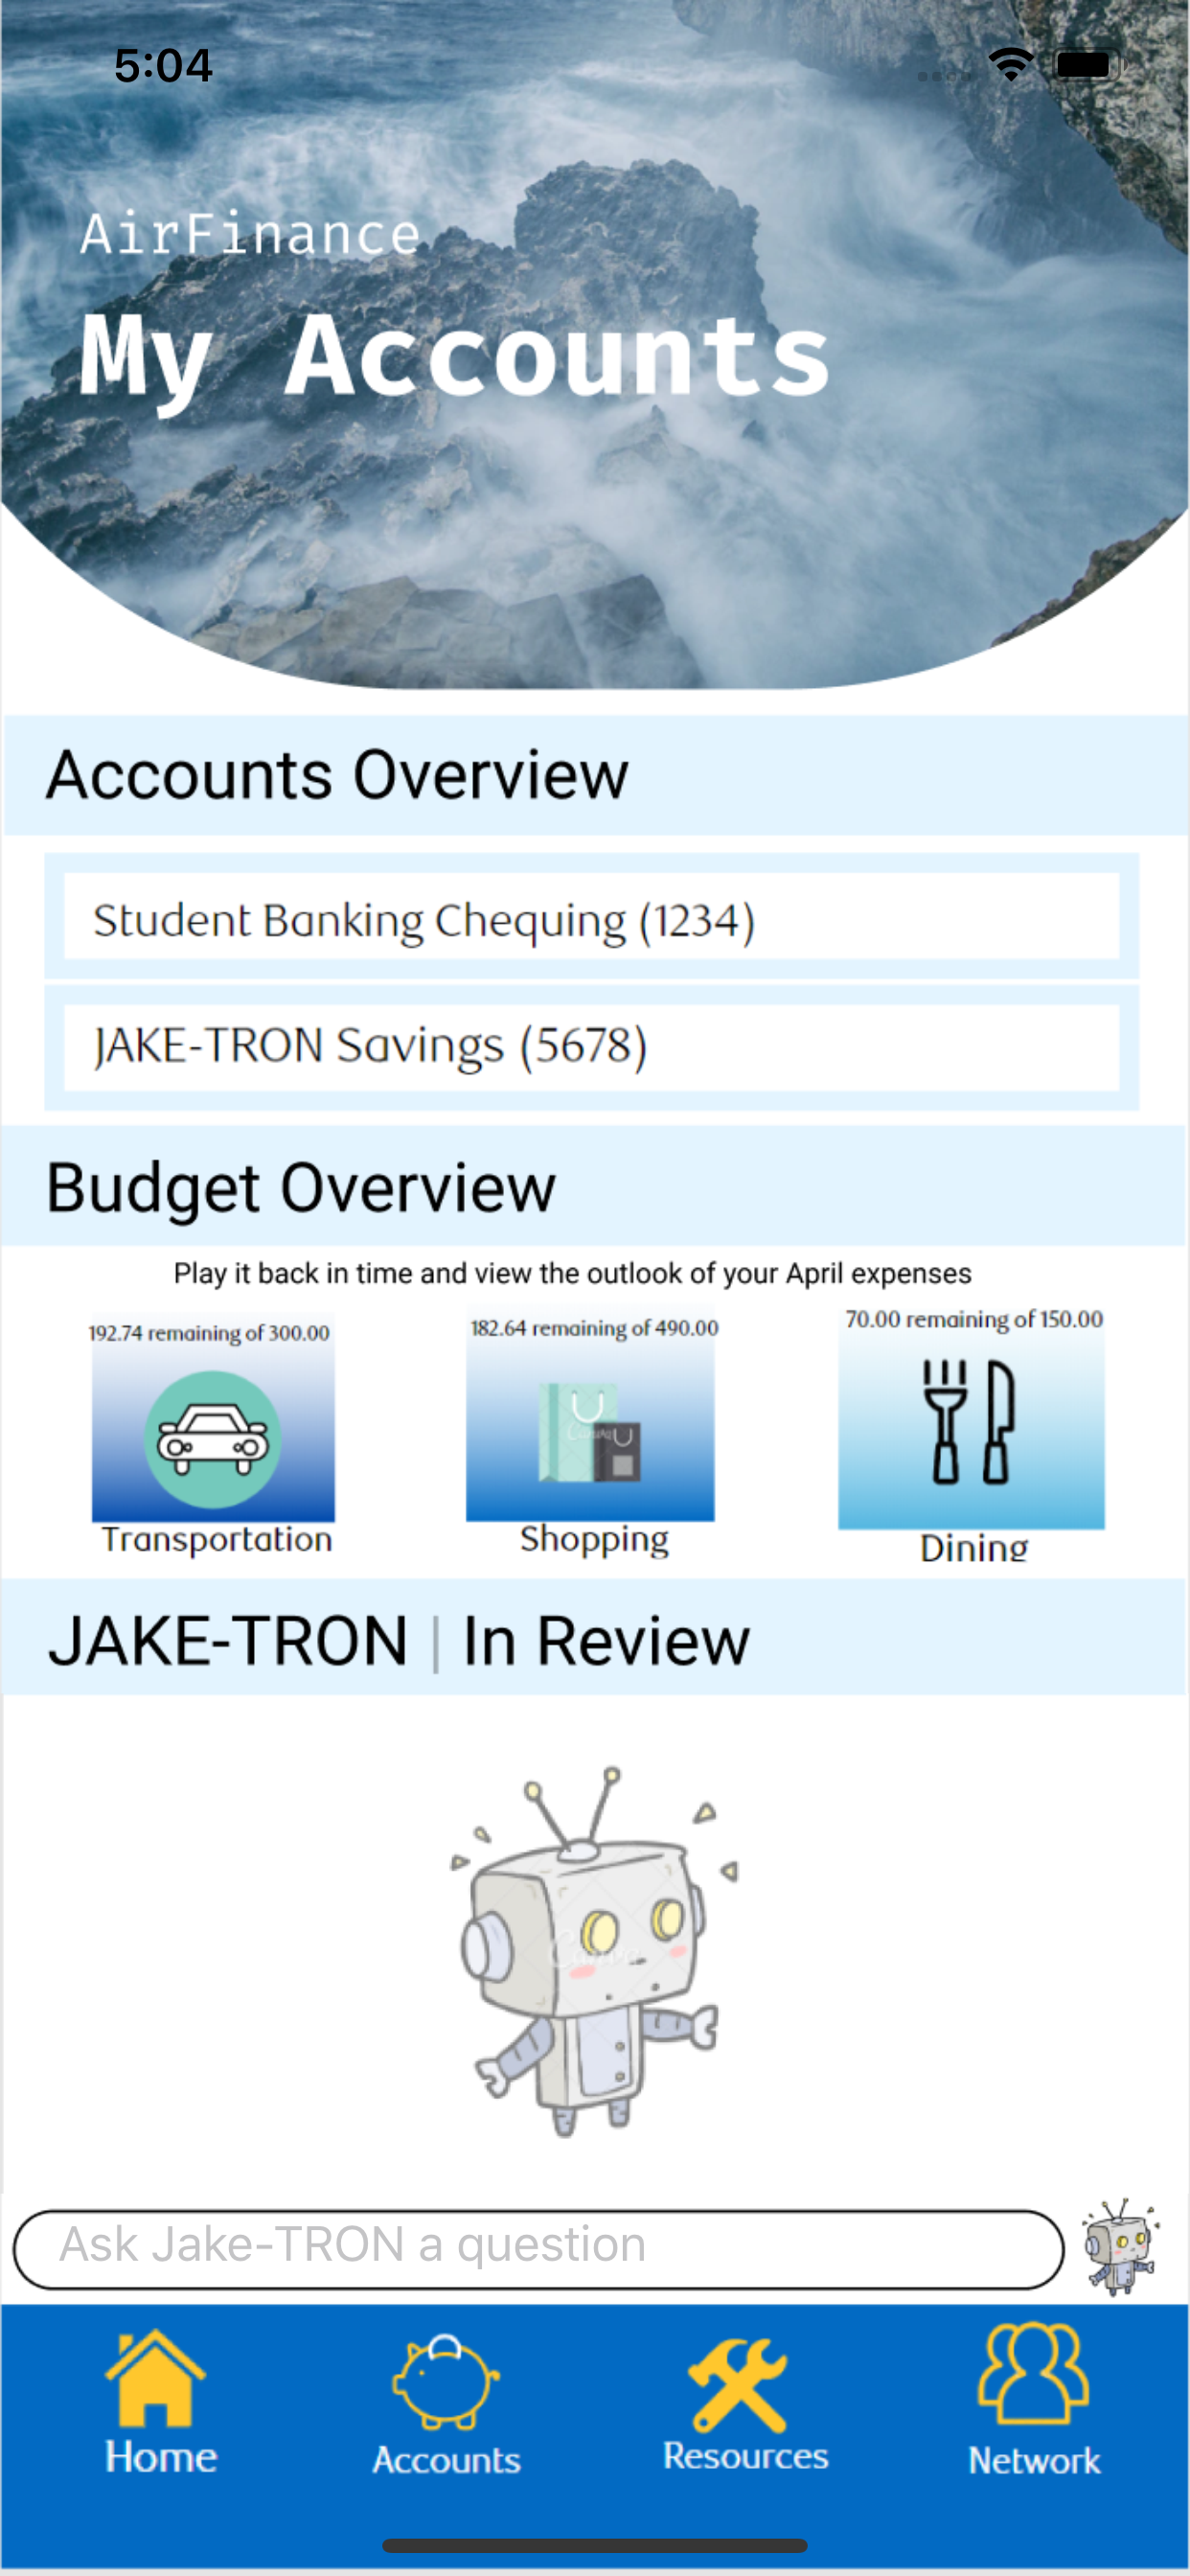 5:04
AirFinance
My Accounts
Accounts Overview
Student Banking Chequing (1234)
JAKE-TRON Savings (5678)
Budget Overview
Play it back in time and view the outlook of your April expenses
192.74 remaining of 300.00
182.64 remaining of 490.00
70.00 remaining of 150.00
Canva
Transportation
Shopping
Dining
JAKE-TRON | In Review
Canva
Ask Jake-TRON a question
Home
Accounts
Resources
Network